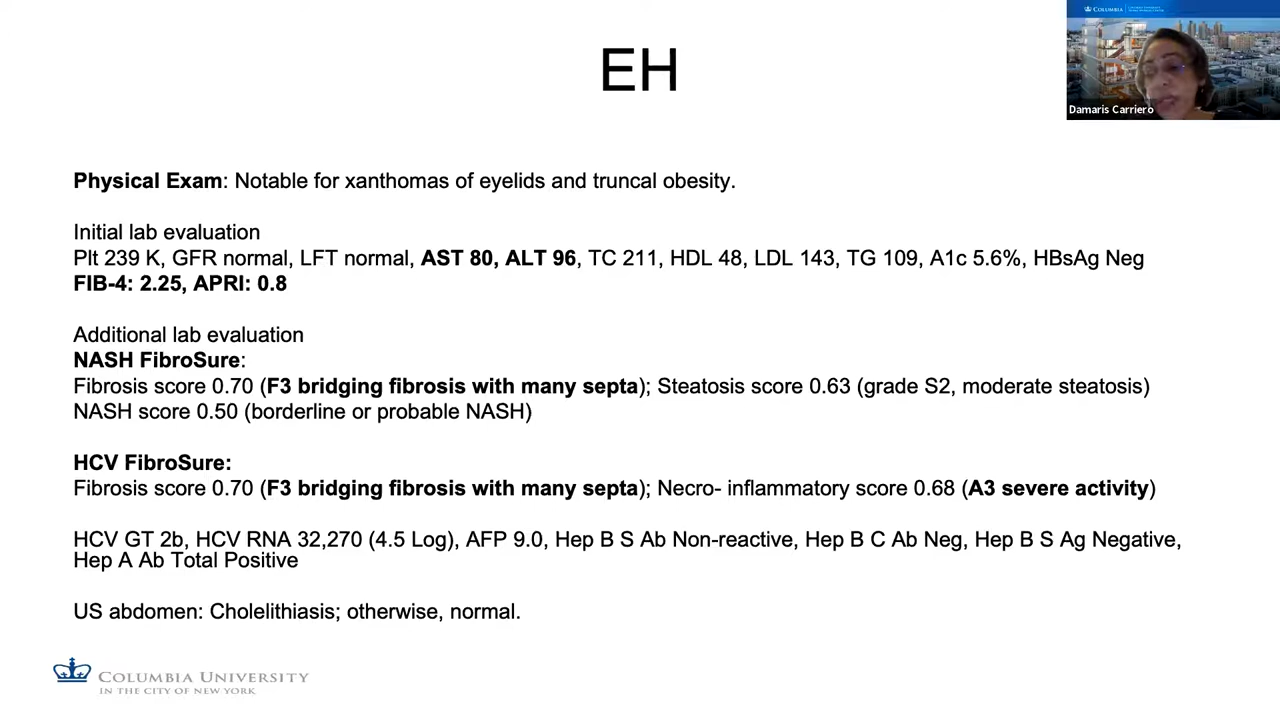 COLUMBIA
EH
Damaris Carriero
Physical Exam: Notable for xanthomas of eyelids and truncal obesity.
Initial lab evaluation
Plt 239 K, GFR normal, LFT normal, AST 80, ALT 96, TC 211, HDL 48, LDL 143, TG 109, A1c 5.6%, HBsAg Neg
FIB-4: 2.25, APRI: 0.8
Additional lab evaluation
NASH FibroSure:
Fibrosis score 0.70 (F3 bridging fibrosis with many septa); Steatosis score 0.63 (grade S2, moderate steatosis)
NASH score 0.50 (borderline or probable NASH)
HCV FibroSure:
Fibrosis score 0.70 (F3 bridging fibrosis with many septa); Necro- inflammatory score 0.68 (A3 severe activity)
HCV GT 2b, HCV RNA 32,270 (4.5 Log), AFP 9.0, Hep B S Ab Non-reactive, Hep B C Ab Neg, Hep B S Ag Negative,
Hep A Ab Total Positive
US abdomen: Cholelithiasis; otherwise, normal.
COLUMBIA UNIVERSITY
IN THE CITY OF NEW YORK